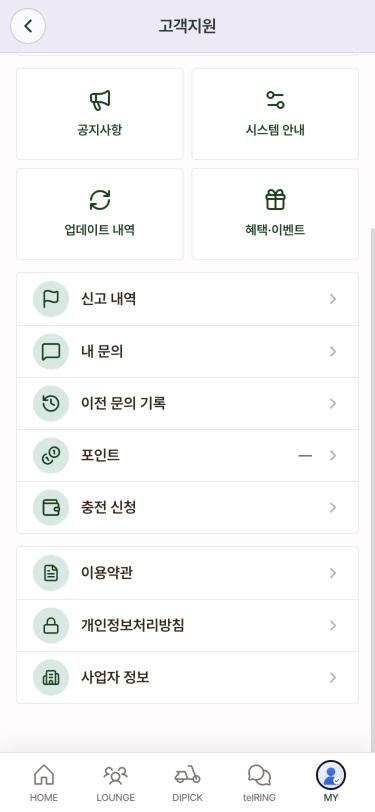 고객지원
공지사항
시스템 안내
업데이트 내역
혜택·이벤트
신고 내역
내 문의
이전 문의 기록
포인트 —
충전 신청
이용약관
개인정보처리방침
사업자 정보
HOME
LOUNGE
DIPICK
telRING
MY